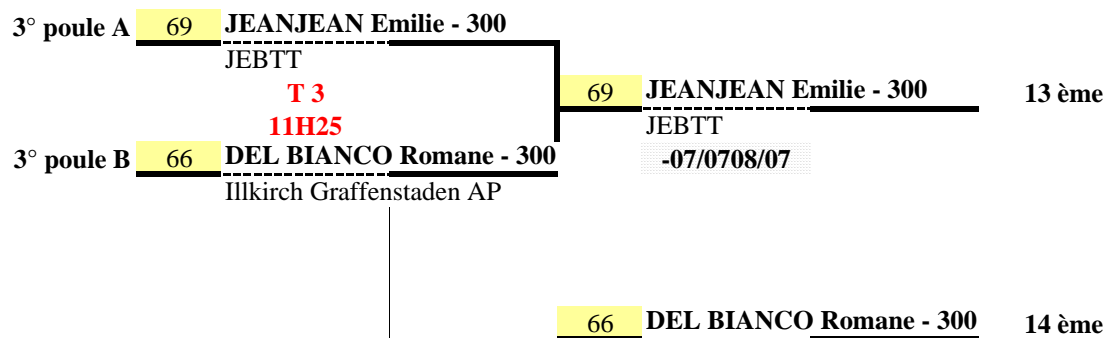 3° poule A 69 JEANJEAN Emilie - 300
JEBTT
T 3
11H25
69 JEANJEAN Emilie - 300 13 ème
JEBTT
3° poule B 66 DEL BIANCO Romane - 300
-07/0708/07
Illkirch Graffenstaden AP
66 DEL BIANCO Romane - 300 14 ème